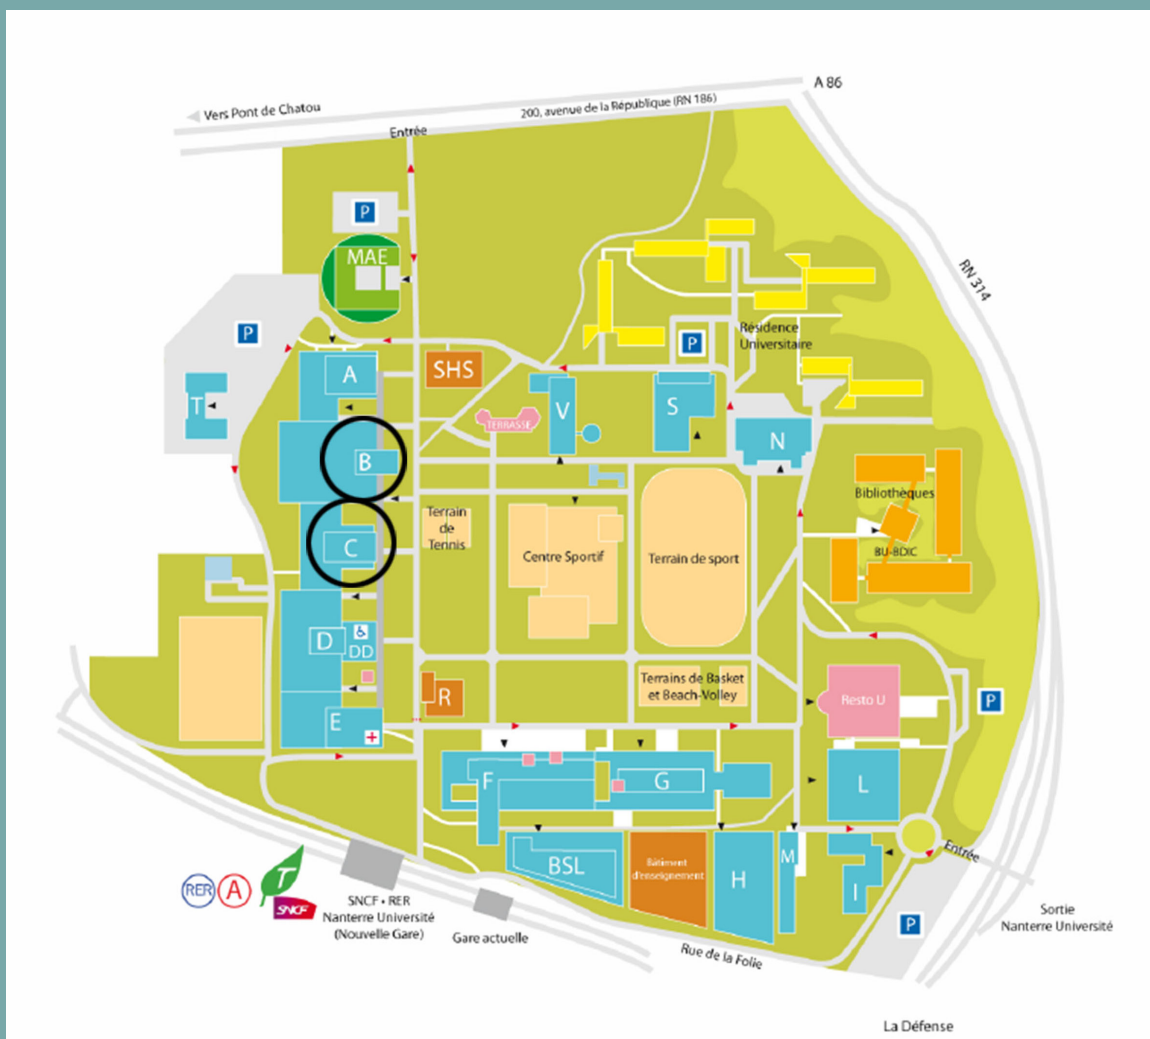 A 86
Vers Pont de Chatou
200, avenue de la République (RN 186)
Entrée
P
MAE
RN 314
P
Résidence
Universitaire
P
A
SHS
T
V
S
TERRASSE
N
B
Bibliothèques
Terrain
de
Tennis
C
Centre Sportif
Terrain de sport
BU-BDIC
D
DD
Terrains de Basket
et Beach-Volley
R
Resto U
P
E
F
G
L
BSL
Bâtiment
d'enseignement
H
M
I
Entrée
RER
A
T
SNCF
SNCF • RER
Nanterre Université
(Nouvelle Gare)
Gare actuelle
P
Sortie
Nanterre Université
Rue de la Folie
La Défense